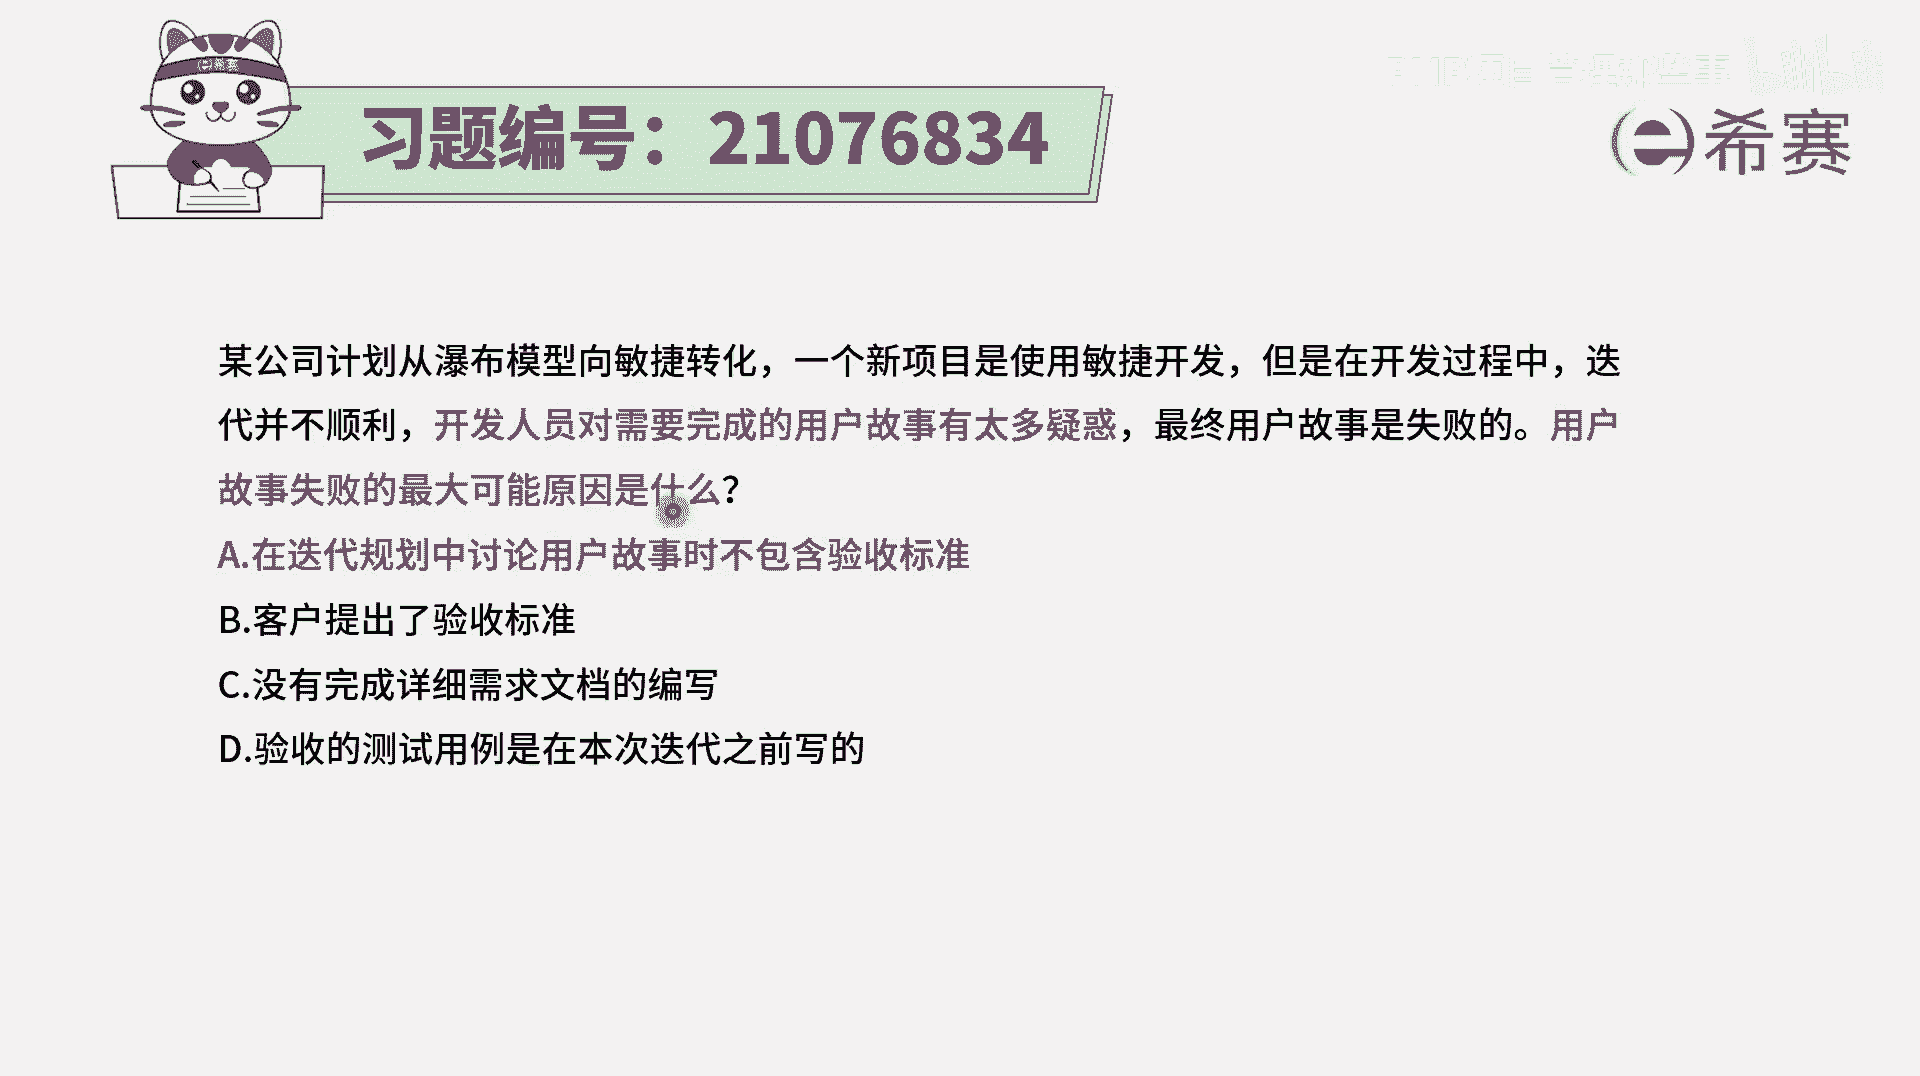 习题编号：21076834
希赛
希赛
某公司计划从瀑布模型向敏捷转化，一个新项目是使用敏捷开发，但是在开发过程中，迭
代并不顺利，开发人员对需要完成的用户故事有太多疑惑，最终用户故事是失败的。用户
故事失败的最大可能原因是什么？
A.在迭代规划中讨论用户故事时不包含验收标准
B.客户提出了验收标准
C.没有完成详细需求文档的编写
D.验收的测试用例是在本次迭代之前写的